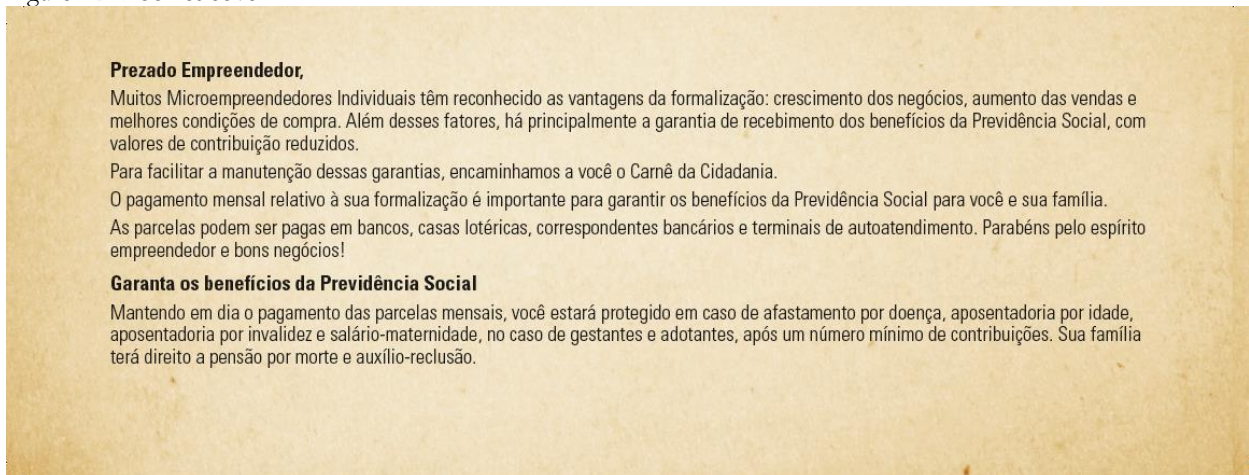 Prezado Empreendedor,
Muitos Microempreendedores Individuais têm reconhecido as vantagens da formalização: crescimento dos negócios, aumento das vendas e
melhores condições de compra. Além desses fatores, há principalmente a garantia de recebimento dos benefícios da Previdência Social, com
valores de contribuição reduzidos.
Para facilitar a manutenção dessas garantias, encaminhamos a você o Carnê da Cidadania.
O pagamento mensal relativo à sua formalização é importante para garantir os benefícios da Previdência Social para você e sua família.
As parcelas podem ser pagas em bancos, casas lotéricas, correspondentes bancários e terminais de autoatendimento. Parabéns pelo espírito
empreendedor e bons negócios!
Garanta os benefícios da Previdência Social
Mantendo em dia o pagamento das parcelas mensais, você estará protegido em caso de afastamento por doença, aposentadoria por idade,
aposentadoria por invalidez e salário-maternidade, no caso de gestantes e adotantes, após um número mínimo de contribuições. Sua família
terá direito a pensão por morte e auxílio-reclusão.